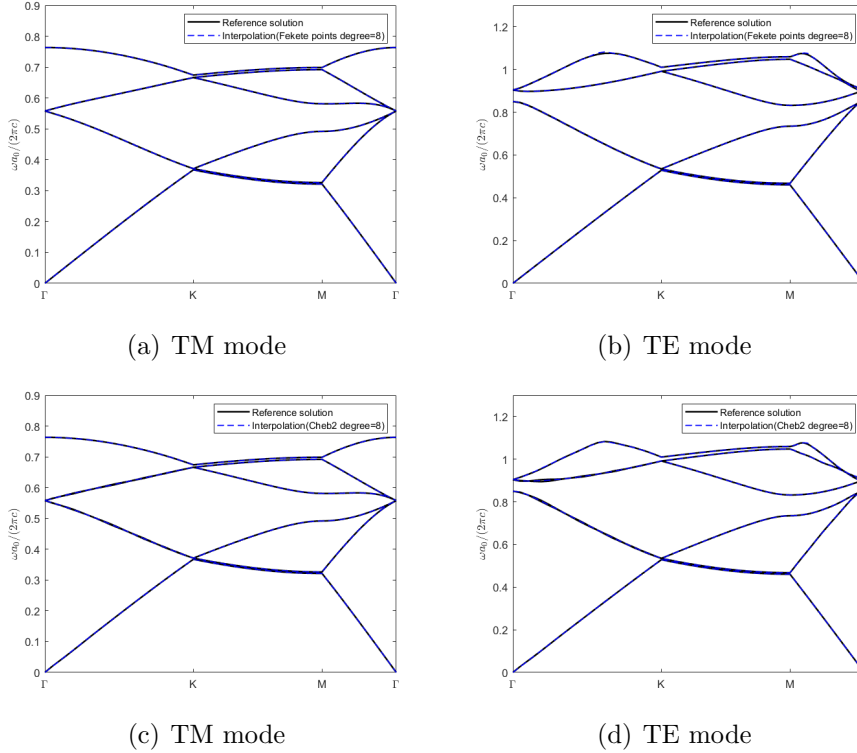 Reference solution
Interpolation(Fekete points degree=8)
0.9
0.8
0.7
0.6
0.5
0.4
0.3
0.2
0.1
0
ωa₀/(2πc)
Γ K M Γ
(a) TM mode
Reference solution
Interpolation(Fekete points degree=8)
1.2
1
0.8
0.6
0.4
0.2
0
ωa₀/(2πc)
Γ K M
(b) TE mode
Reference solution
Interpolation(Cheb2 degree=8)
0.9
0.8
0.7
0.6
0.5
0.4
0.3
0.2
0.1
0
ωa₀/(2πc)
Γ K M Γ
(c) TM mode
Reference solution
Interpolation(Cheb2 degree=8)
1.2
1
0.8
0.6
0.4
0.2
0
ωa₀/(2πc)
Γ K M
(d) TE mode